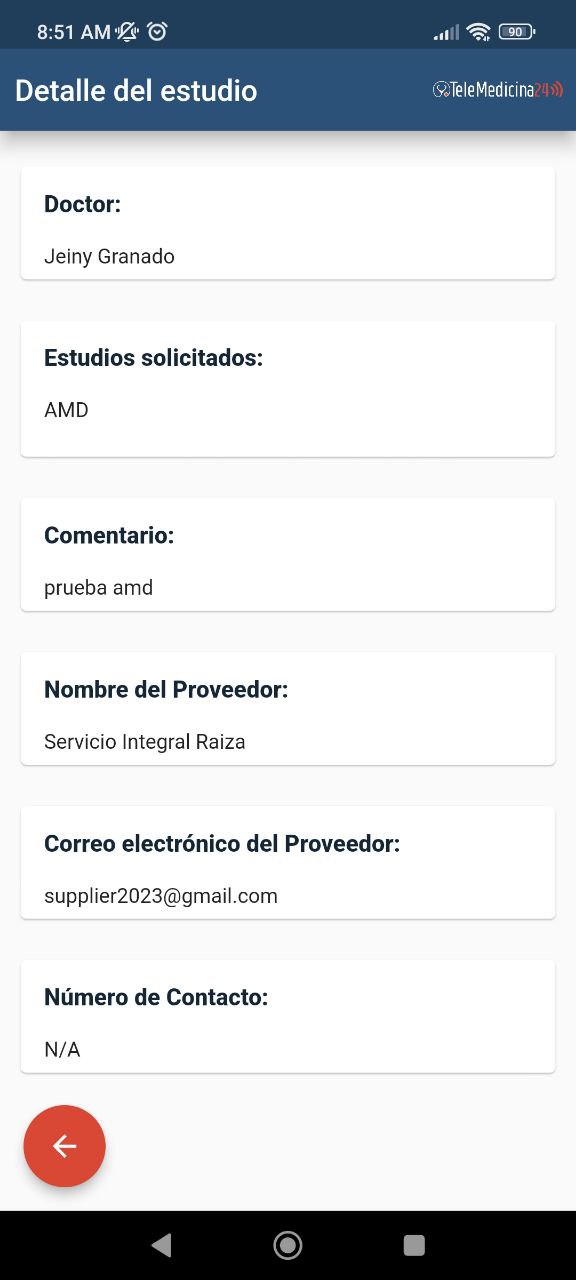 8:51 AM
90
Detalle del estudio
TeleMedicina24
Doctor:
Jeiny Granado
Estudios solicitados:
AMD
Comentario:
prueba amd
Nombre del Proveedor:
Servicio Integral Raiza
Correo electrónico del Proveedor:
supplier2023@gmail.com
Número de Contacto:
N/A